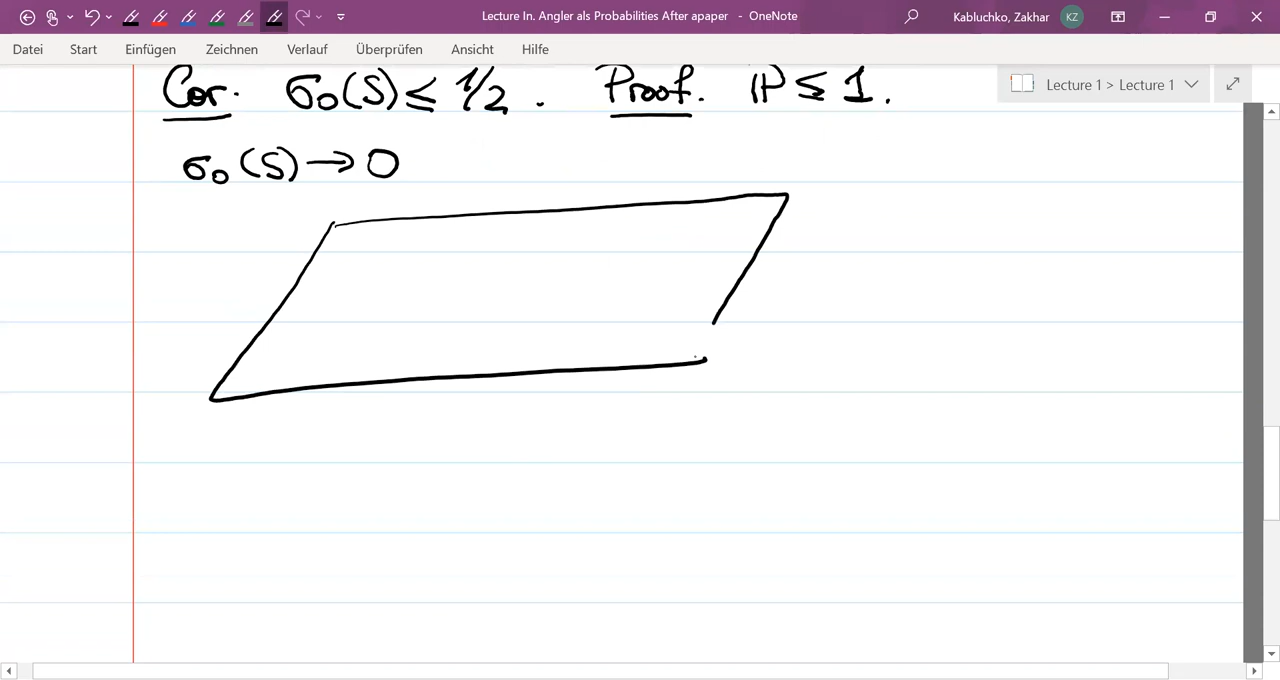 Lecture In. Angler als Probabilities After apaper - OneNote
Kabluchko, Zakhar KZ
Datei Start Einfügen Zeichnen Verlauf Überprüfen Ansicht Hilfe
Lecture 1 > Lecture 1
Cor. σ₀(S) ≤ 1/2. Proof. ℙ ≤ 1.
σ₀(S) → 0